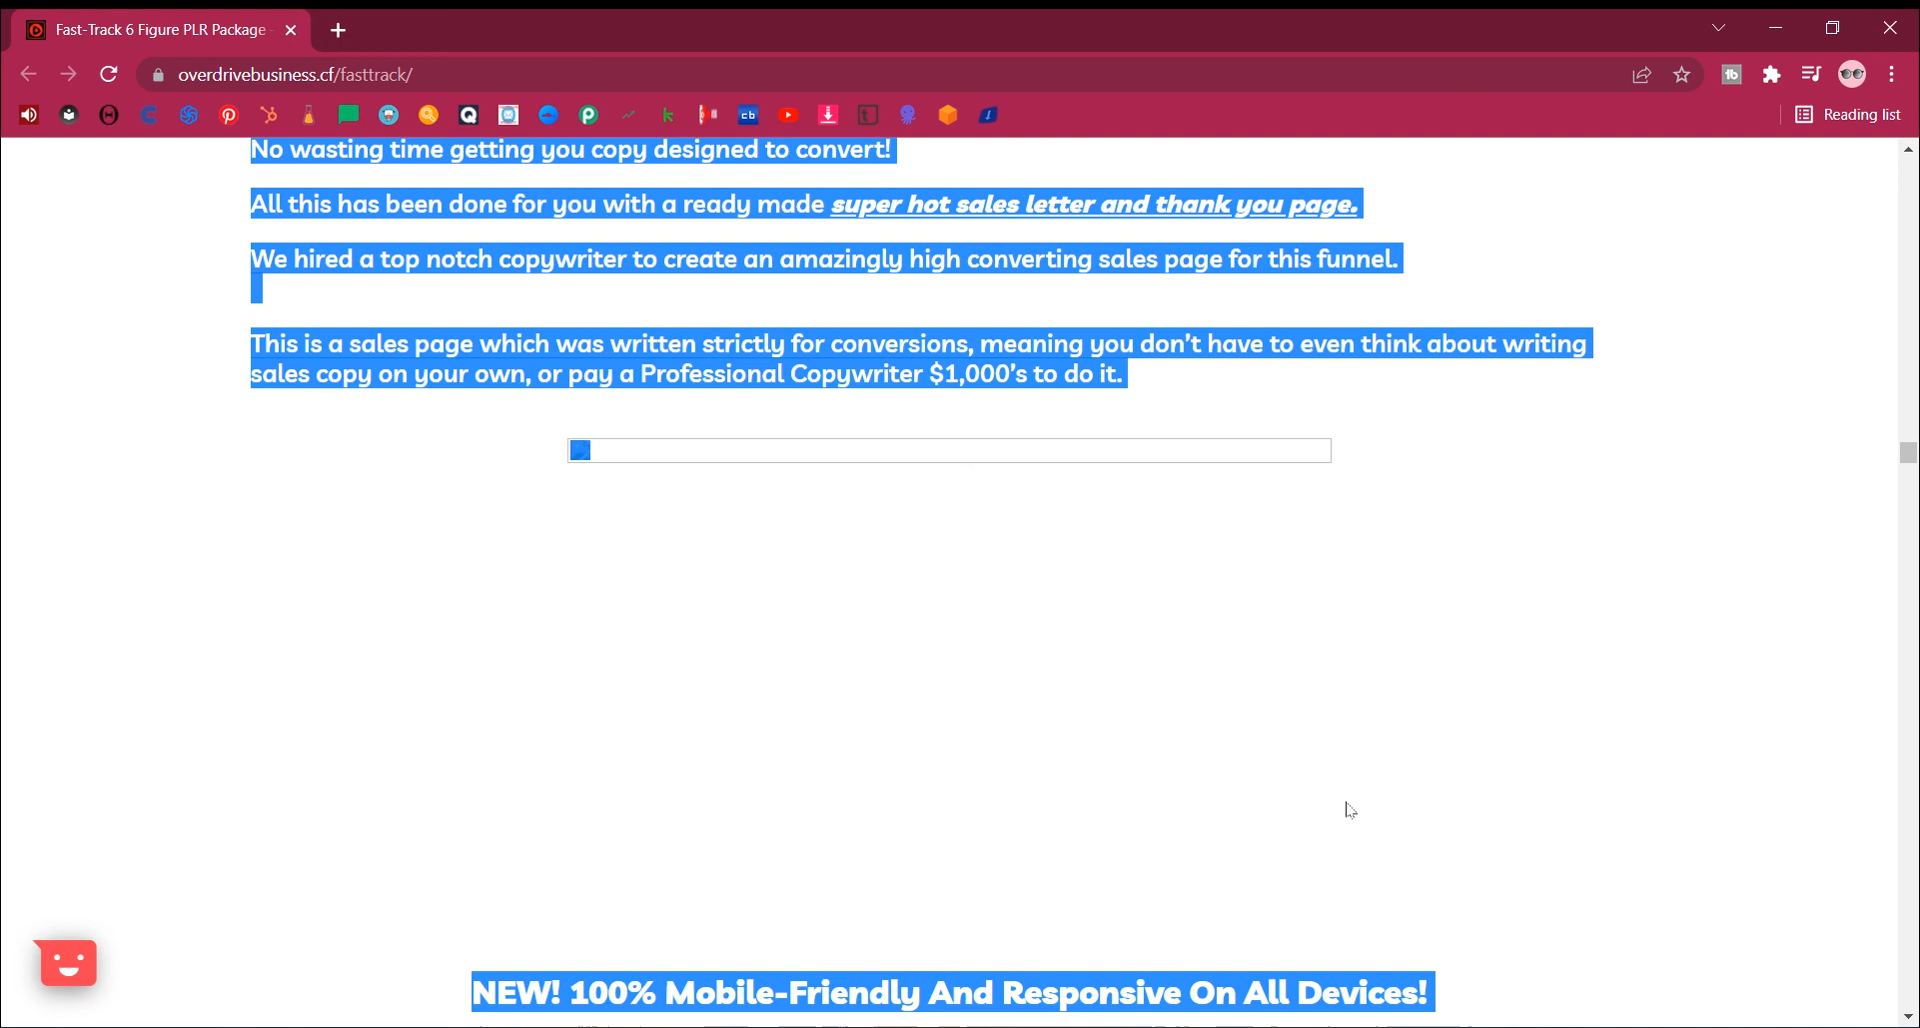 Fast-Track 6 Figure PLR Package -
overdrivebusiness.cf/fasttrack/
tb
cb
Reading list
No wasting time getting you copy designed to convert!
All this has been done for you with a ready made super hot sales letter and thank you page.
We hired a top notch copywriter to create an amazingly high converting sales page for this funnel.
This is a sales page which was written strictly for conversions, meaning you don’t have to even think about writing
sales copy on your own, or pay a Professional Copywriter $1,000’s to do it.
NEW! 100% Mobile-Friendly And Responsive On All Devices!